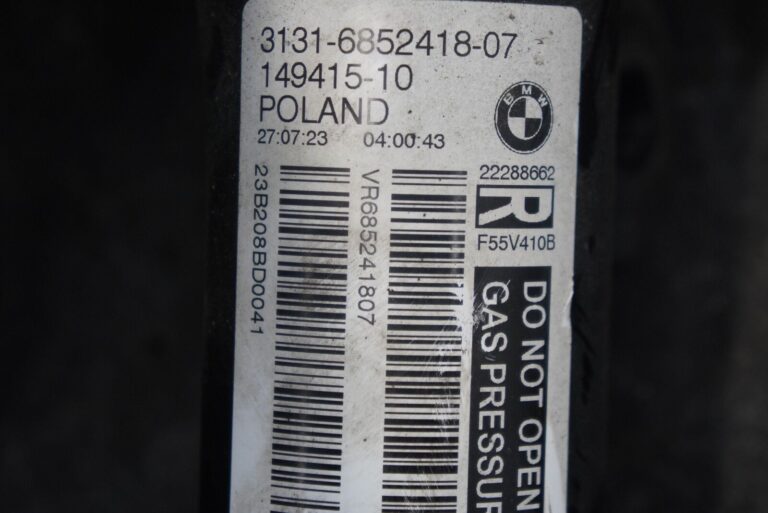 3131-6852418-07
149415-10
POLAND
27:07:23 04:00:43
BMW
22288662
R
F55V410B
23B208BD0041
VR685241807
DO NOT OPEN
GAS PRESSUR